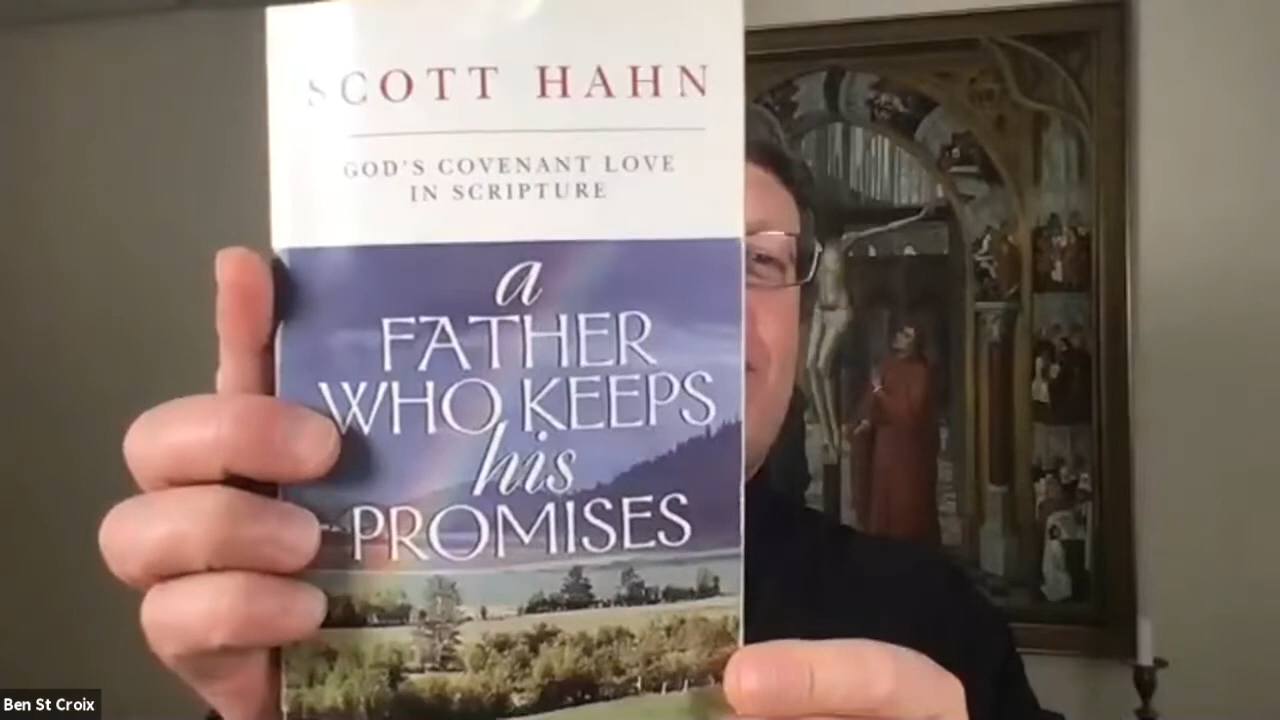 SCOTT HAHN
GOD'S COVENANT LOVE
IN SCRIPTURE
a
FATHER
WHO KEEPS
his
PROMISES
Ben St Croix